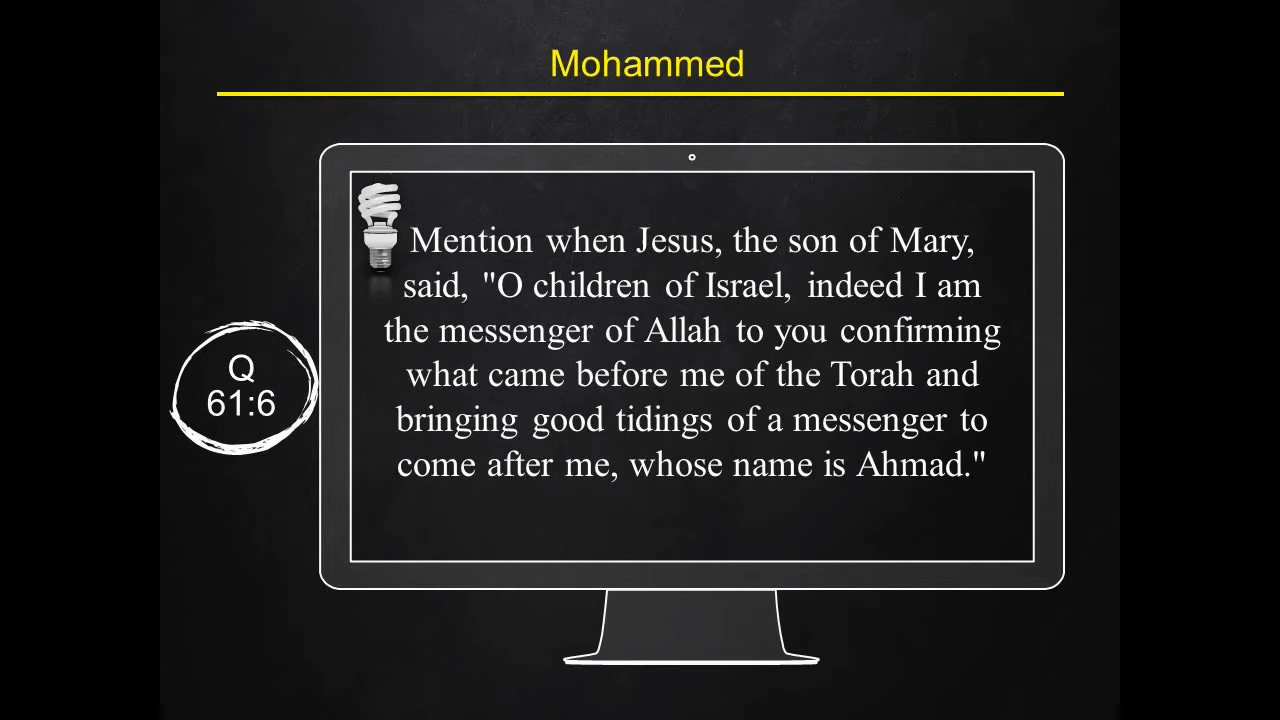 Mohammed
Mention when Jesus, the son of Mary,
said, "O children of Israel, indeed I am
the messenger of Allah to you confirming
what came before me of the Torah and
bringing good tidings of a messenger to
come after me, whose name is Ahmad."
Q
61:6